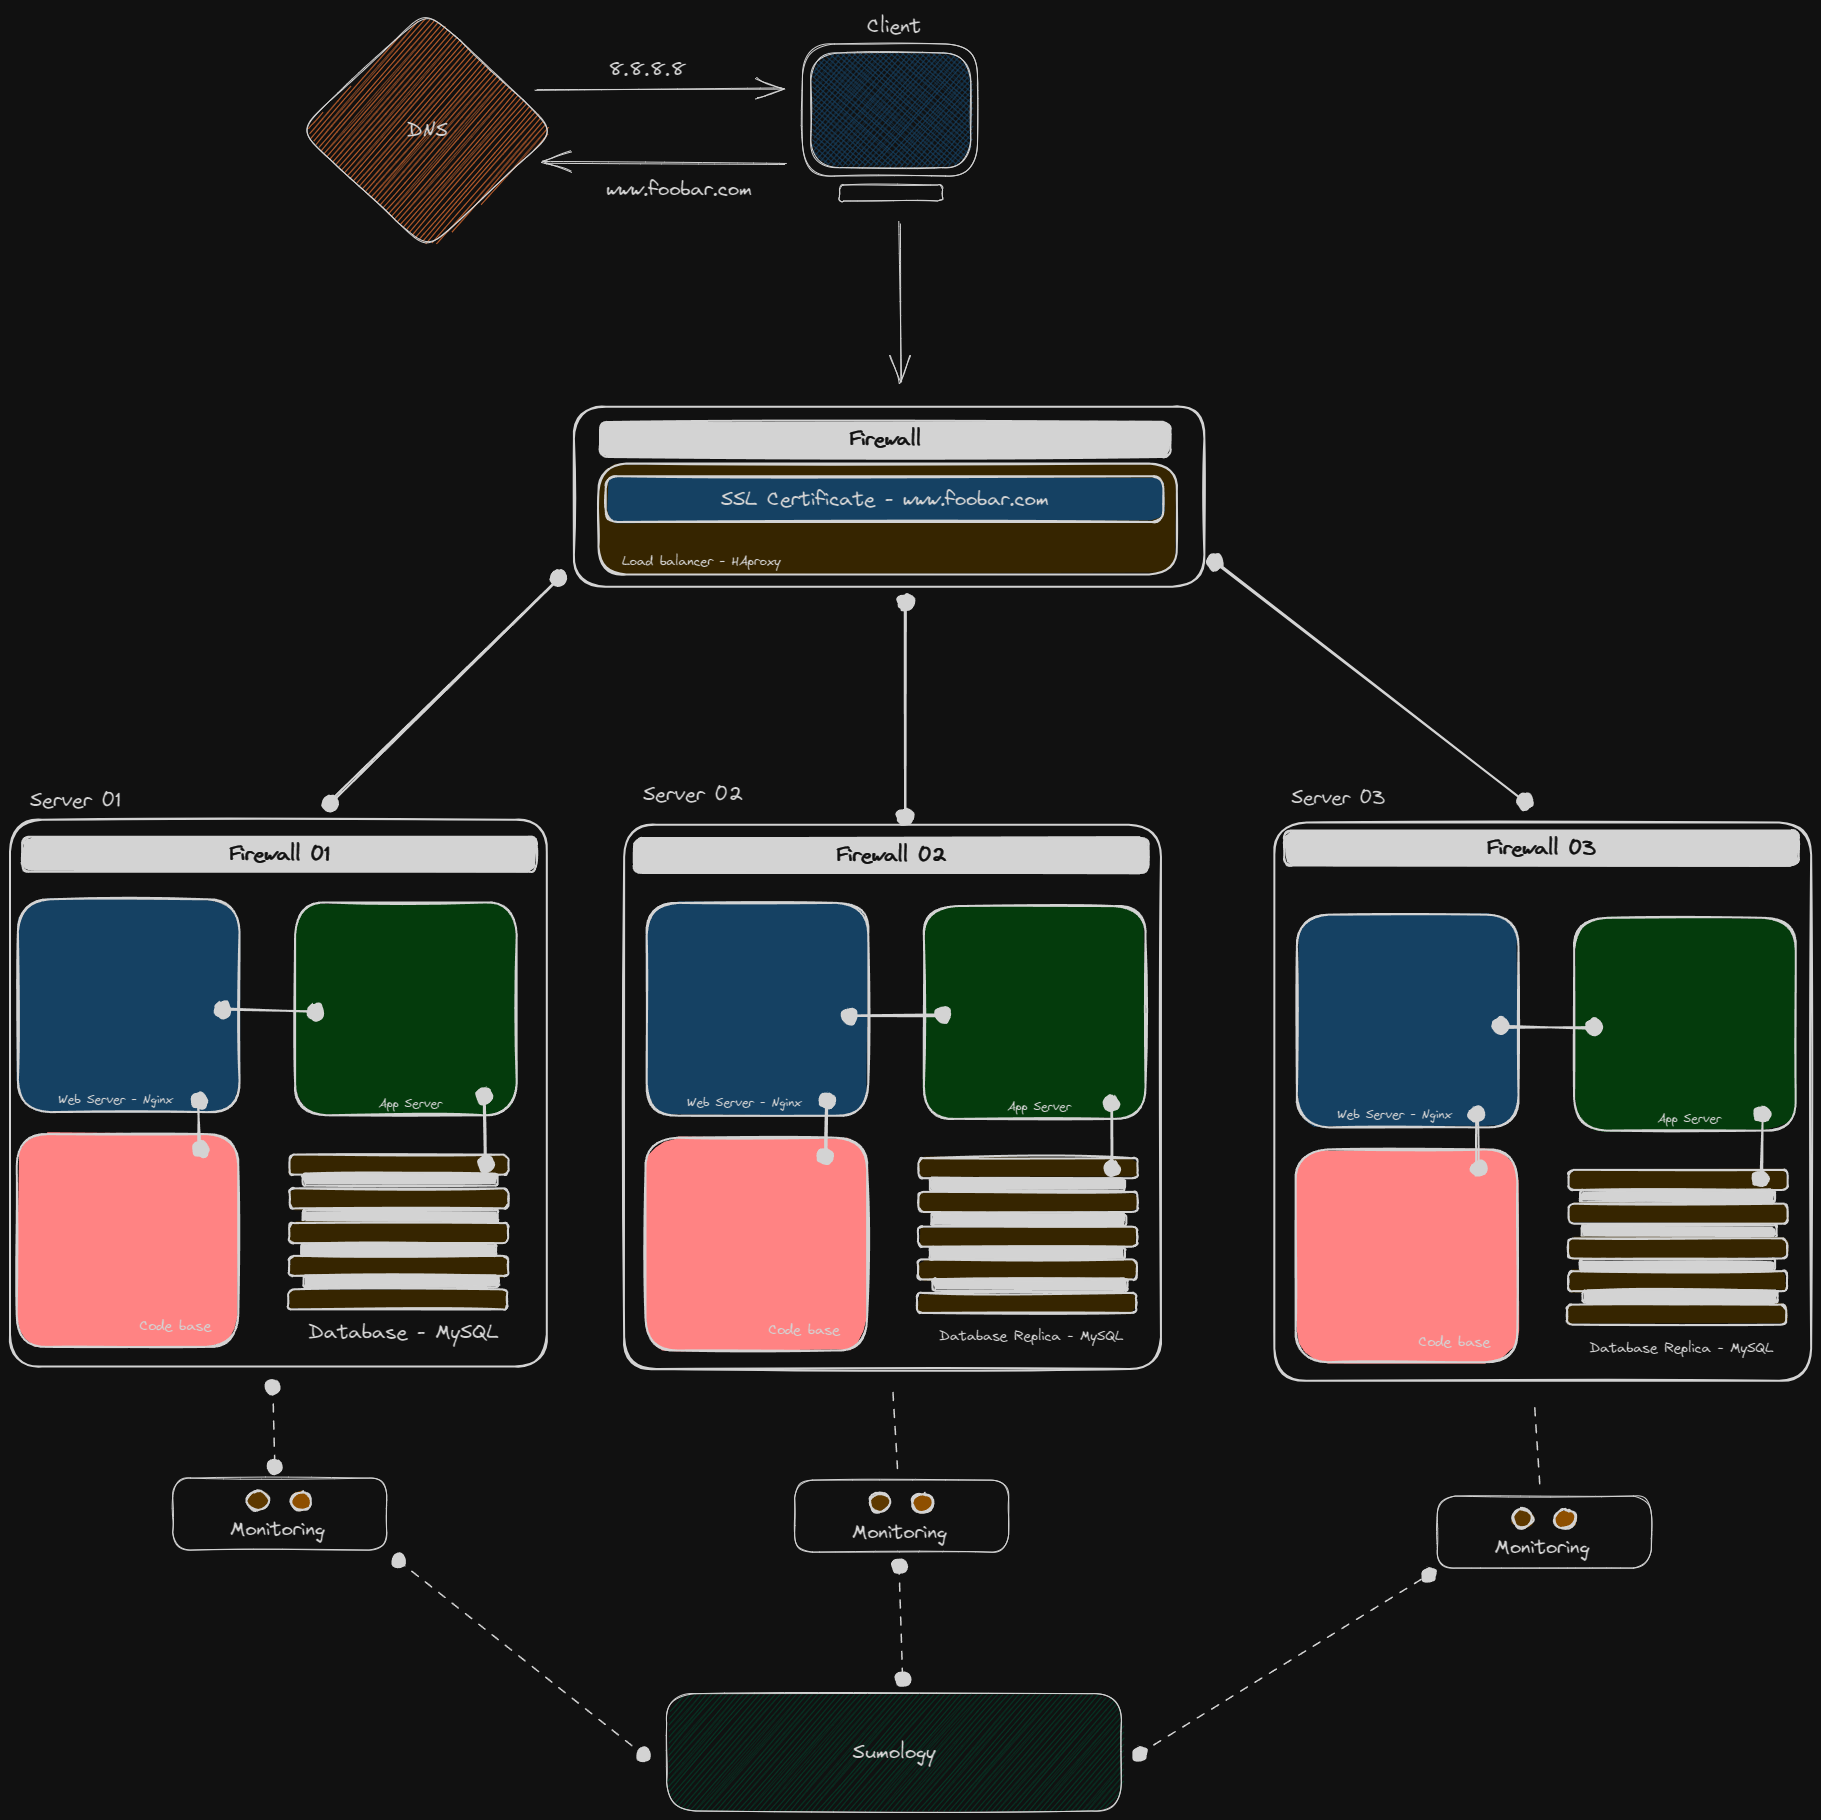 Client
8.8.8.8
DNS
www.foobar.com
Firewall
SSL Certificate - www.foobar.com
Load balancer - HAproxy
Server 01
Server 02
Server 03
Firewall 01
Firewall 02
Firewall 03
Web Server - Nginx
App Server
Web Server - Nginx
App Server
Web Server - Nginx
App Server
Code base
Database - MySQL
Code base
Database Replica - MySQL
Code base
Database Replica - MySQL
Monitoring
Monitoring
Monitoring
Sumology